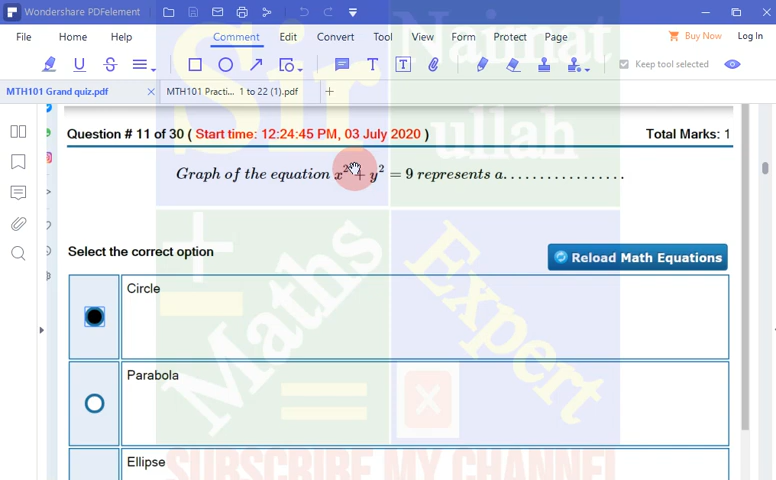 Wondershare PDFelement
File Home Help Comment Edit Convert Tool View Form Protect Page Buy Now Log In
Keep tool selected
MTH101 Grand quiz.pdf MTH101 Practi... 1 to 22 (1).pdf
Sir Naimat
ullah
Question # 11 of 30 ( Start time: 12:24:45 PM, 03 July 2020 ) Total Marks: 1
Graph of the equation x² + y² = 9 represents a.................
Select the correct option Reload Math Equations
Circle
Parabola
Maths Expert
Ellipse
SUBSCRIBE MY CHANNEL